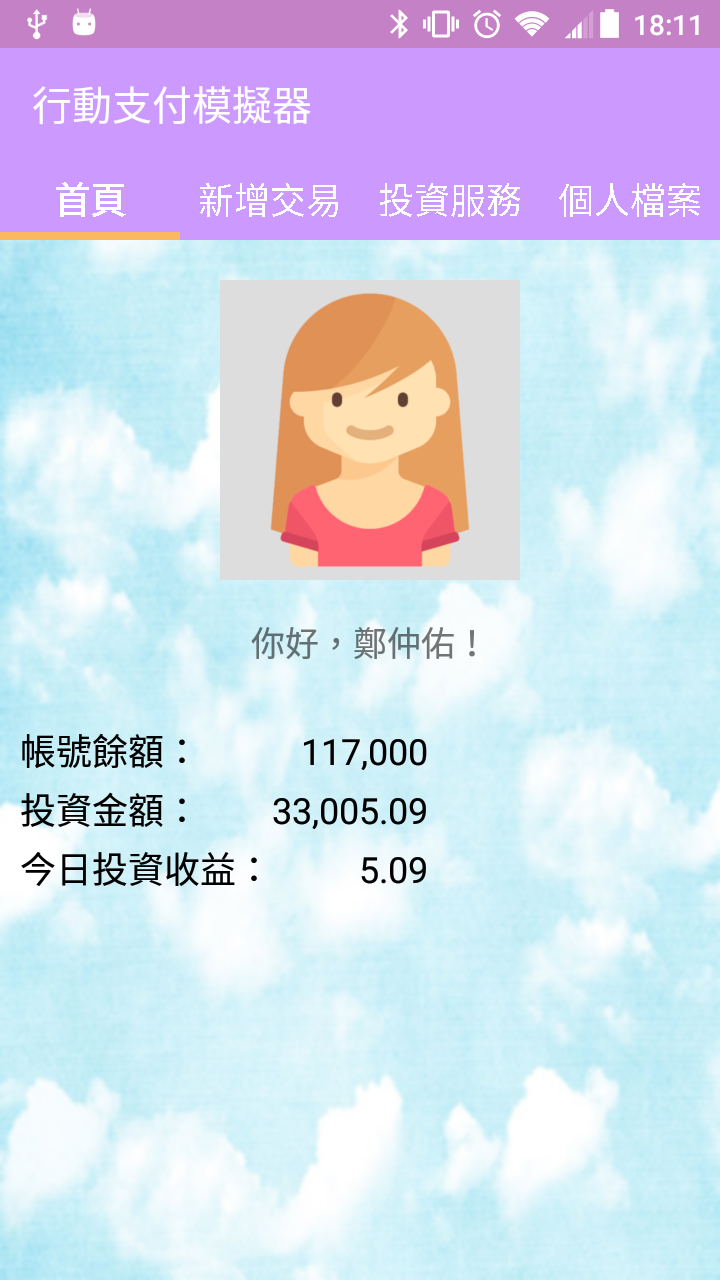 18:11
行動支付模擬器
首頁 新增交易 投資服務 個人檔案
你好，鄭仲佑！
帳號餘額： 117,000
投資金額： 33,005.09
今日投資收益： 5.09